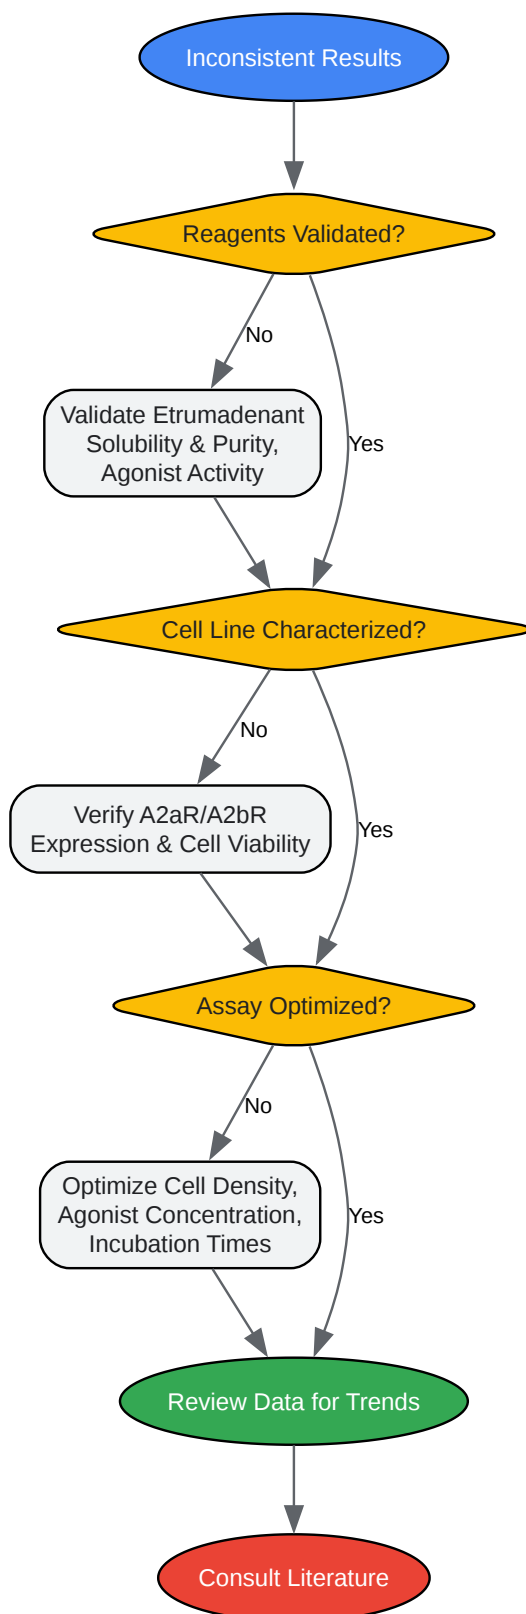 Inconsistent Results
Reagents Validated?
No
Validate Etrumadenant
Solubility & Purity,
Agonist Activity
Yes
Cell Line Characterized?
No
Verify A2aR/A2bR
Expression & Cell Viability
Yes
Assay Optimized?
No
Optimize Cell Density,
Agonist Concentration,
Incubation Times
Yes
Review Data for Trends
Consult Literature